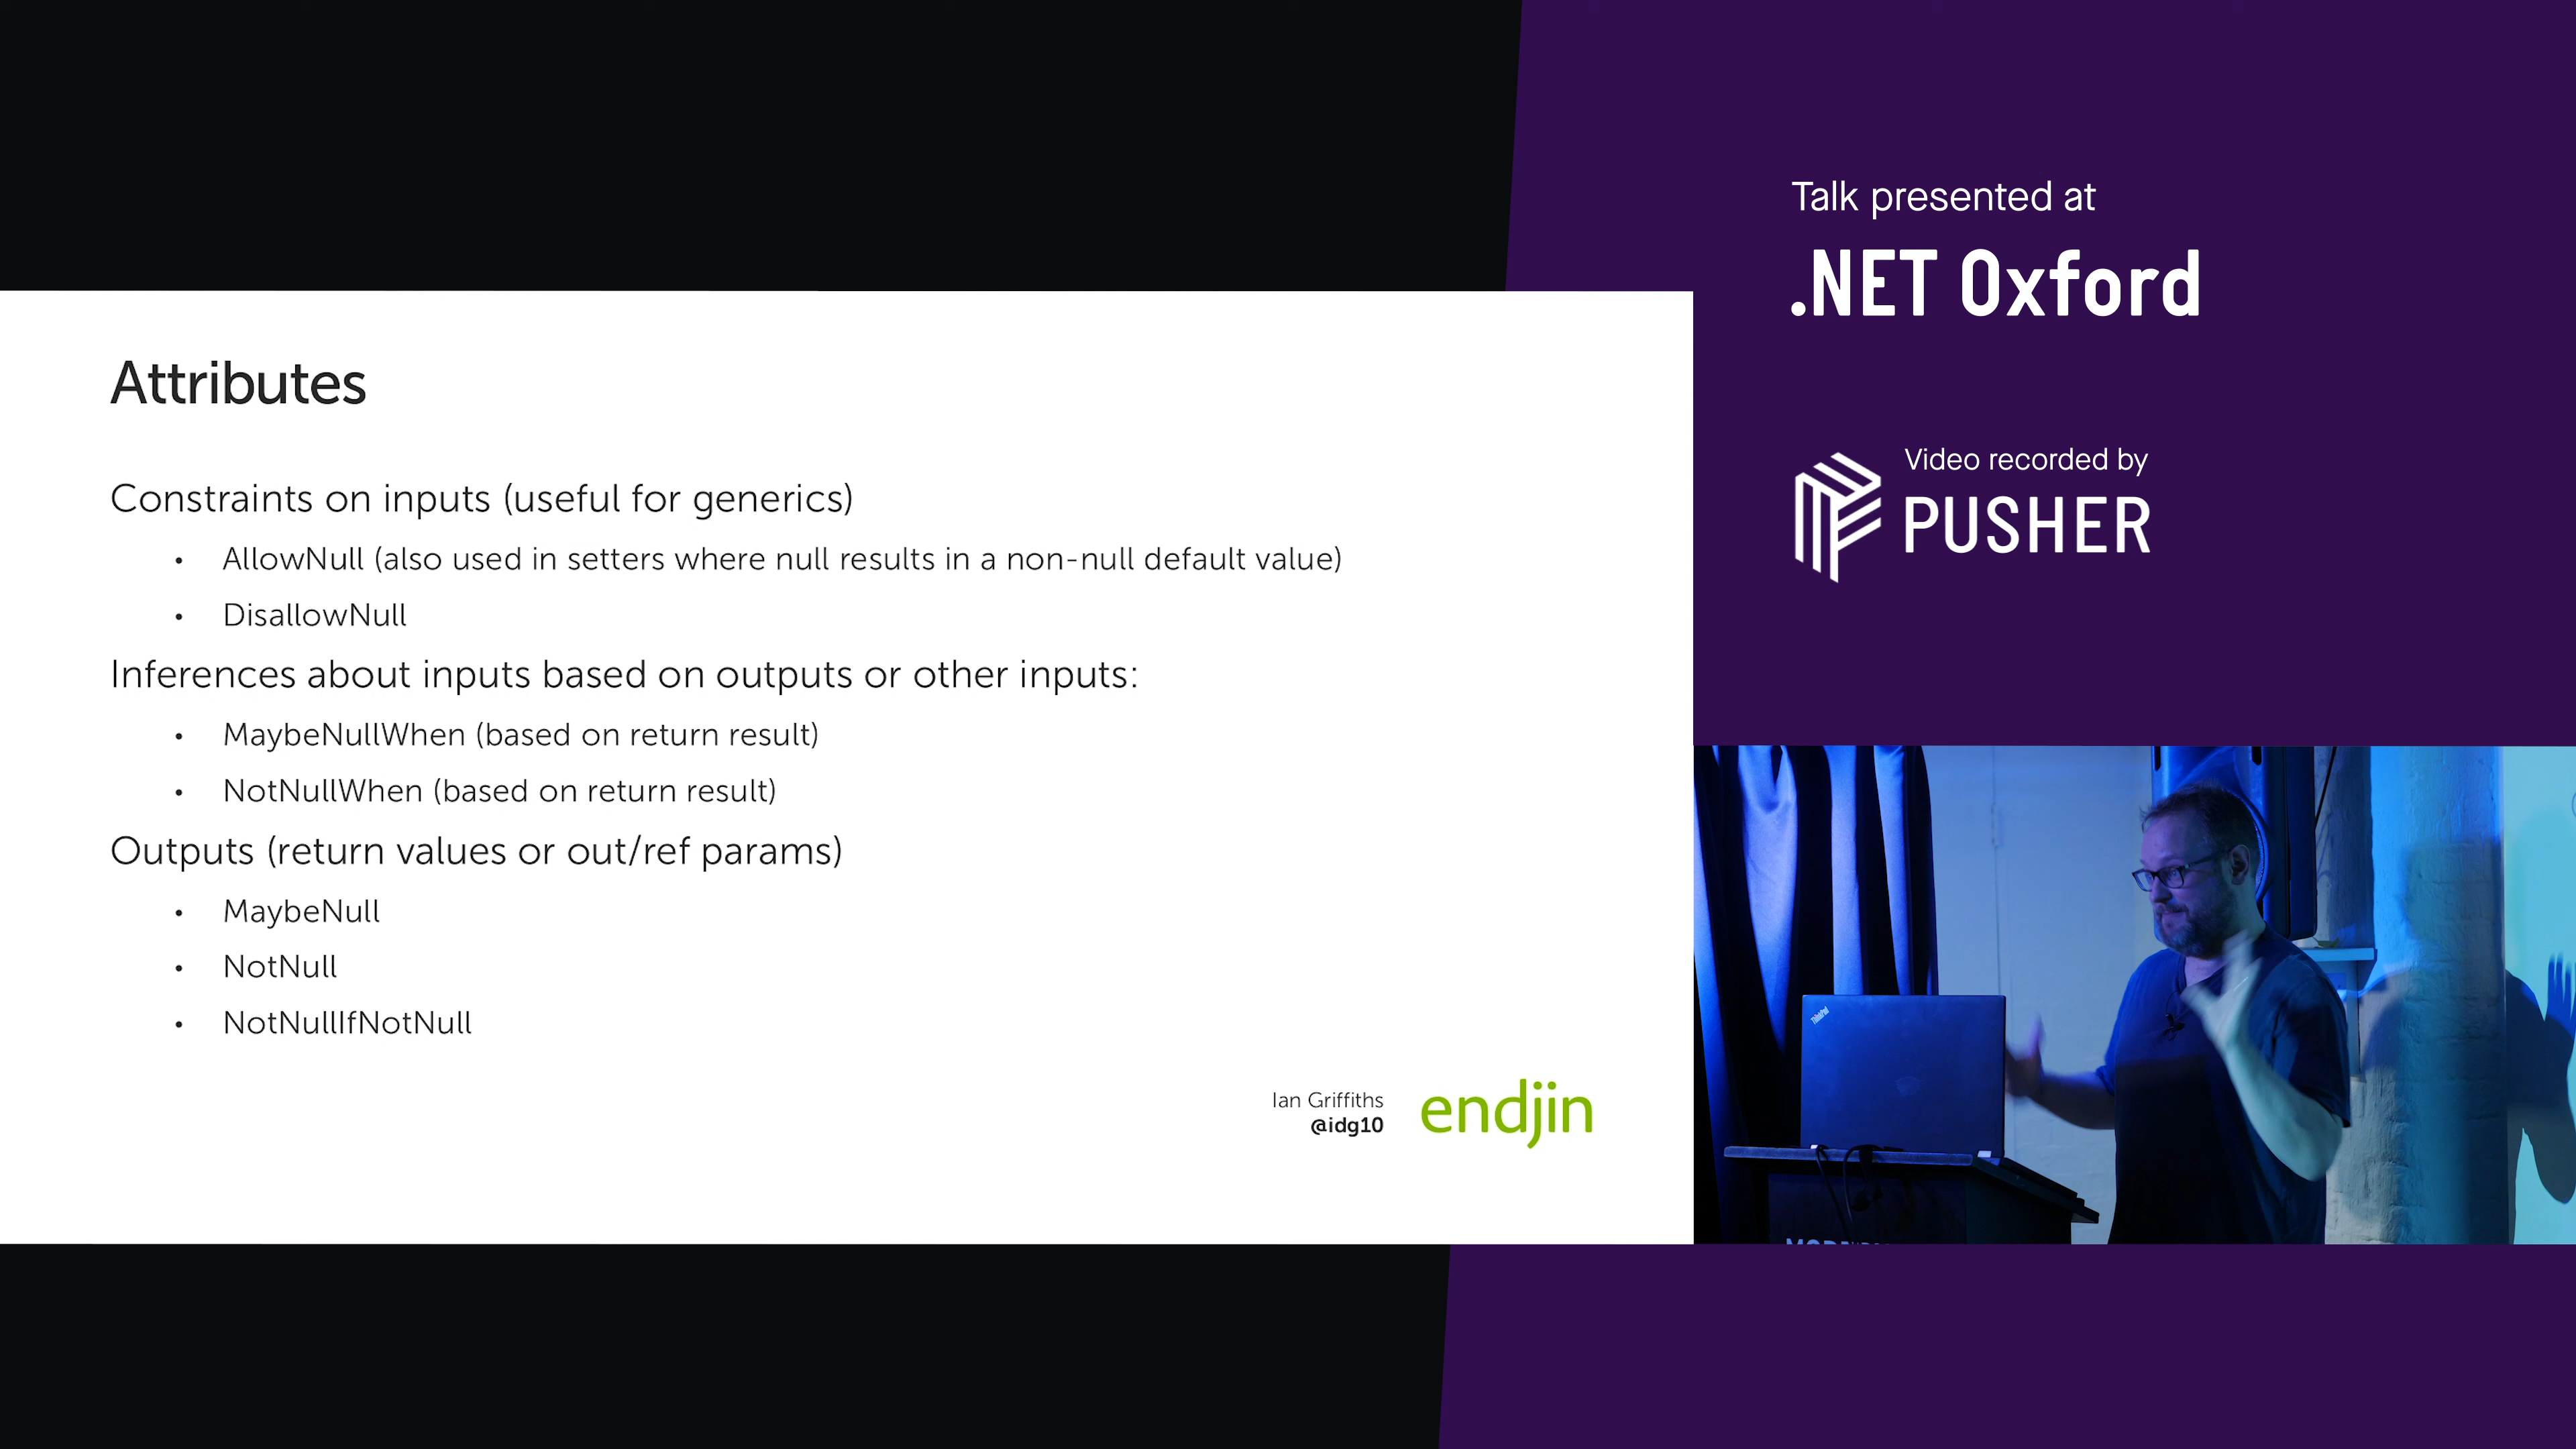 Talk presented at
.NET Oxford
Video recorded by
PUSHER
Attributes
Constraints on inputs (useful for generics)
• AllowNull (also used in setters where null results in a non-null default value)
• DisallowNull
Inferences about inputs based on outputs or other inputs:
• MaybeNullWhen (based on return result)
• NotNullWhen (based on return result)
Outputs (return values or out/ref params)
• MaybeNull
• NotNull
• NotNullIfNotNull
Ian Griffiths
@idg10
endjin
ThinkPad